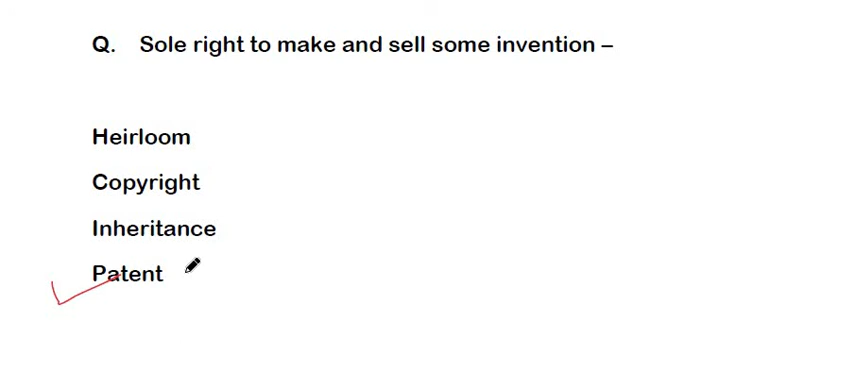 Q. Sole right to make and sell some invention –
Heirloom
Copyright
Inheritance
Patent